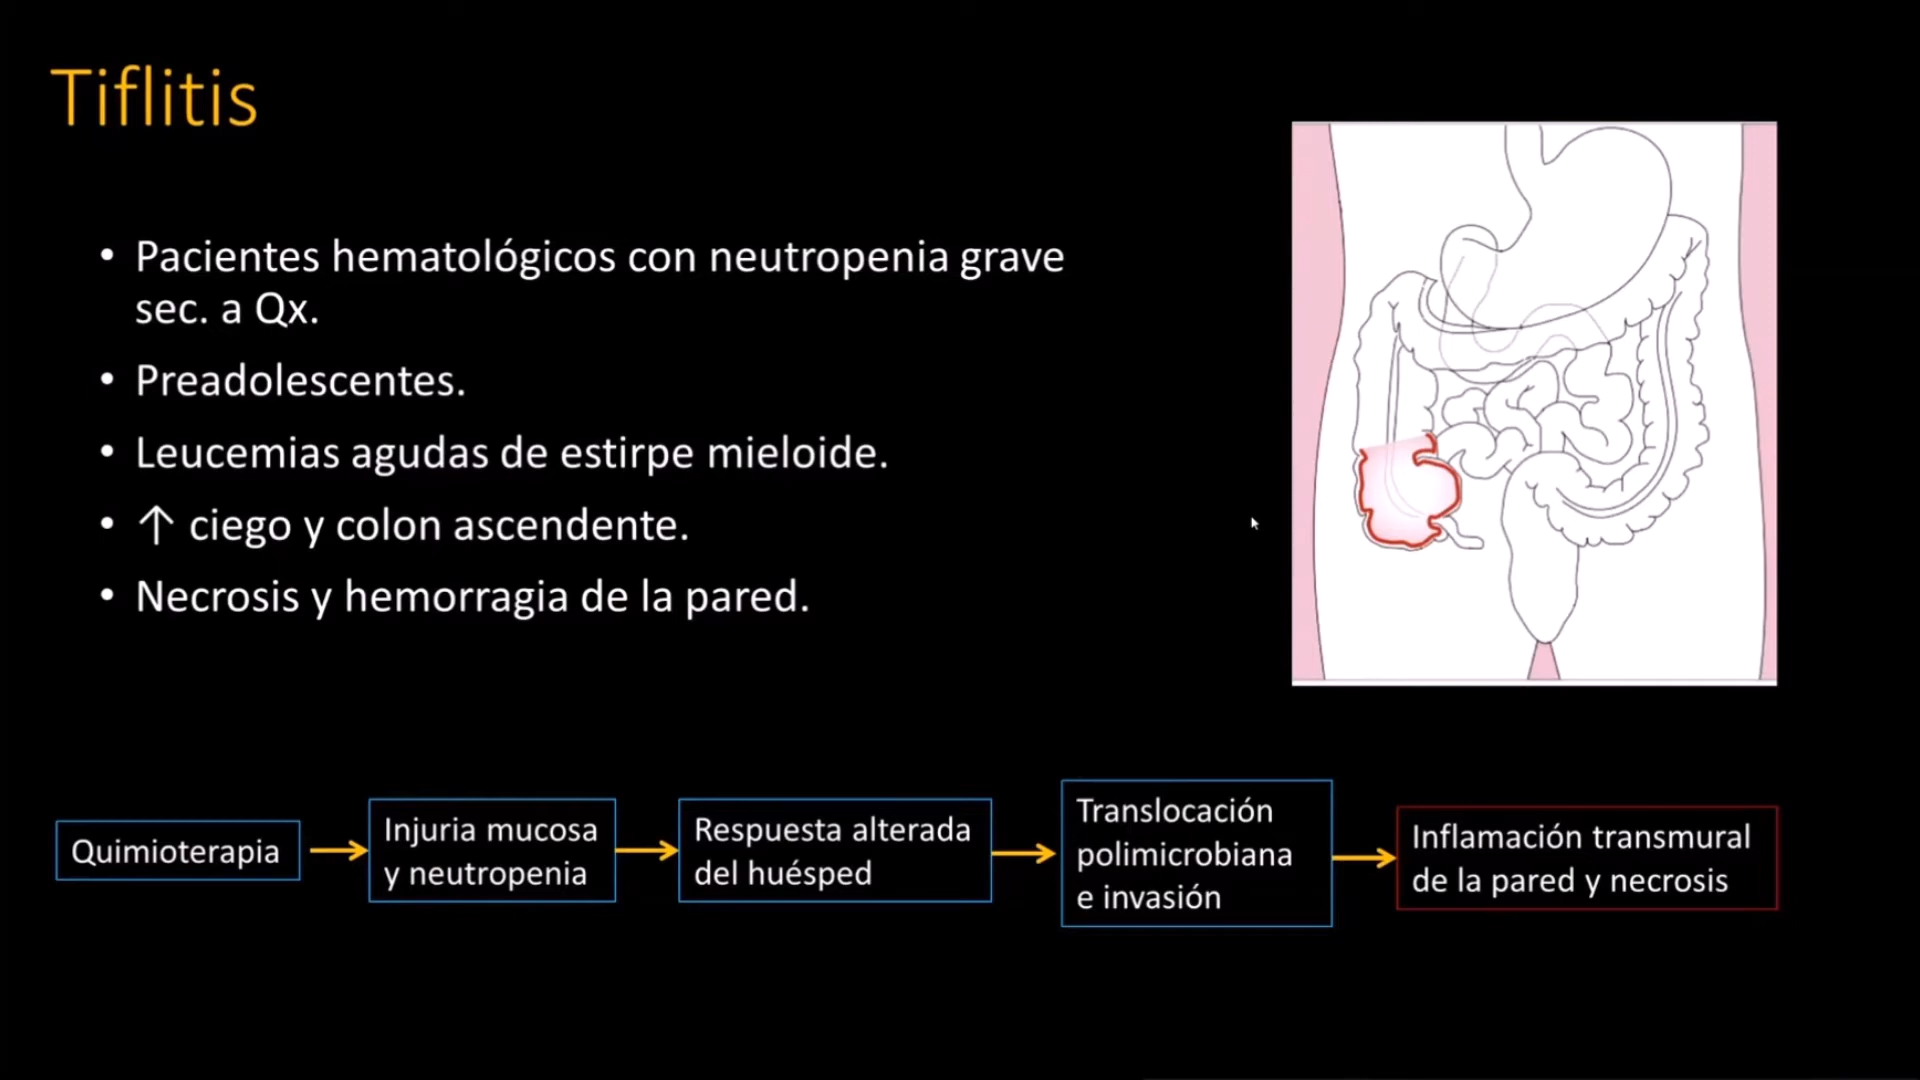 Tiflitis
• Pacientes hematológicos con neutropenia grave
sec. a Qx.
• Preadolescentes.
• Leucemias agudas de estirpe mieloide.
• ↑ ciego y colon ascendente.
• Necrosis y hemorragia de la pared.
Quimioterapia
Injuria mucosa
y neutropenia
Respuesta alterada
del huésped
Translocación
polimicrobiana
e invasión
Inflamación transmural
de la pared y necrosis